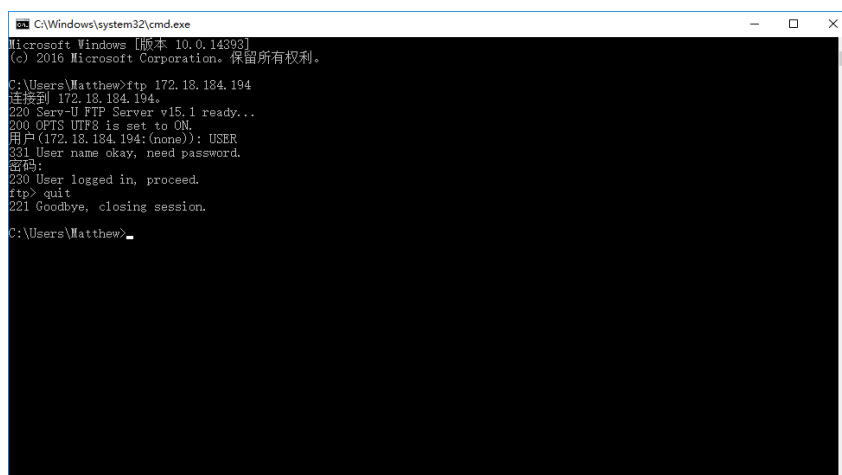 C:\Windows\system32\cmd.exe
Microsoft Windows [版本 10.0.14393]
(c) 2016 Microsoft Corporation。保留所有权利。
C:\Users\Matthew>ftp 172.18.184.194
连接到 172.18.184.194。
220 Serv-U FTP Server v15.1 ready...
200 OPTS UTF8 is set to ON.
用户(172.18.184.194:(none)): USER
331 User name okay, need password.
密码:
230 User logged in, proceed.
ftp> quit
221 Goodbye, closing session.
C:\Users\Matthew>